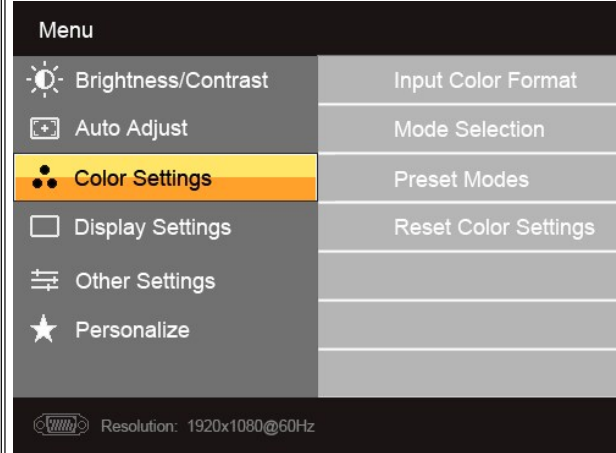 Menu
Brightness/Contrast
Auto Adjust
Color Settings
Display Settings
Other Settings
Personalize
Input Color Format
Mode Selection
Preset Modes
Reset Color Settings
Resolution: 1920x1080@60Hz